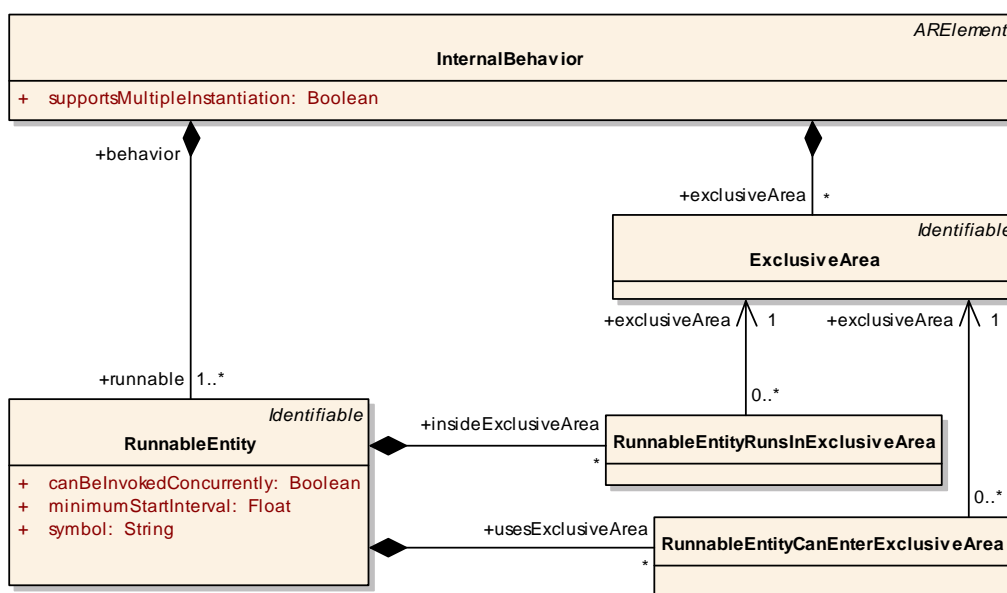 ARElement
InternalBehavior
+ supportsMultipleInstantiation: Boolean
+behavior
+exclusiveArea *
Identifiable
ExclusiveArea
+exclusiveArea 1 +exclusiveArea 1
+runnable 1..*
0..*
Identifiable
RunnableEntity
+insideExclusiveArea
RunnableEntityRunsInExclusiveArea
*
+ canBeInvokedConcurrently: Boolean
+ minimumStartInterval: Float
+ symbol: String
0..*
+usesExclusiveArea
RunnableEntityCanEnterExclusiveArea
*